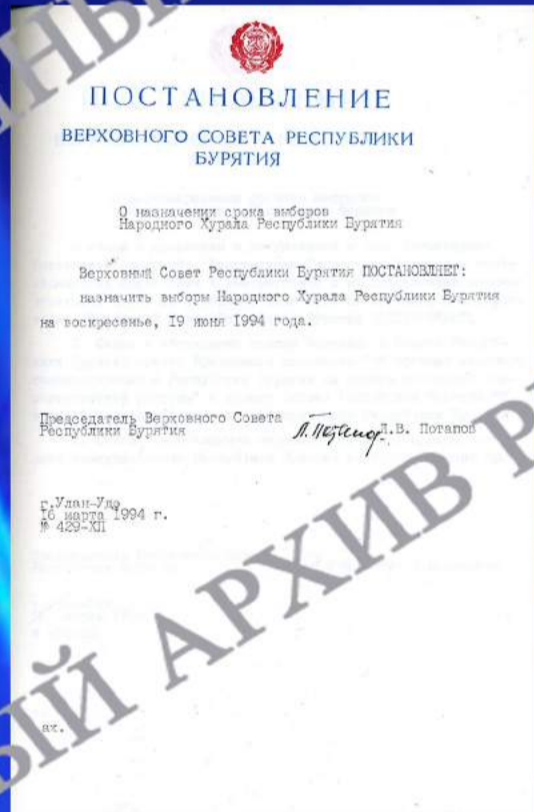 ПОСТАНОВЛЕНИЕ
ВЕРХОВНОГО СОВЕТА РЕСПУБЛИКИ
БУРЯТИЯ
О назначении срока выборов
Народного Хурала Республики Бурятия
Верховный Совет Республики Бурятия ПОСТАНОВЛЯЕТ:
назначить выборы Народного Хурала Республики Бурятия
на воскресенье, 19 июня 1994 года.
Председатель Верховного Совета
Республики Бурятия Л.В. Потапов
г.Улан-Удэ
16 марта 1994 г.
№ 429-XII
ах.
ЫЙ АРХИВ Р